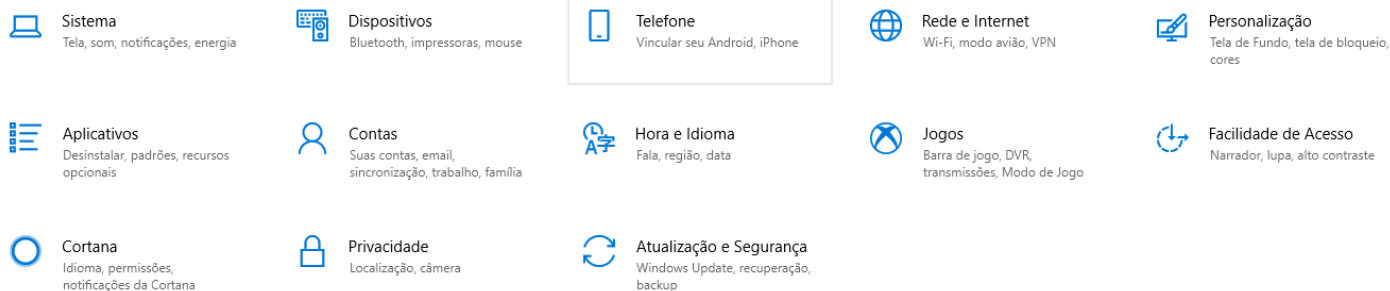 Sistema
Tela, som, notificações, energia
Dispositivos
Bluetooth, impressoras, mouse
Telefone
Vincular seu Android, iPhone
Rede e Internet
Wi-Fi, modo avião, VPN
Personalização
Tela de Fundo, tela de bloqueio,
cores
Aplicativos
Desinstalar, padrões, recursos
opcionais
Contas
Suas contas, email,
sincronização, trabalho, família
Hora e Idioma
Fala, região, data
Jogos
Barra de jogo, DVR,
transmissões, Modo de Jogo
Facilidade de Acesso
Narrador, lupa, alto contraste
Cortana
Idioma, permissões,
notificações da Cortana
Privacidade
Localização, câmera
Atualização e Segurança
Windows Update, recuperação,
backup